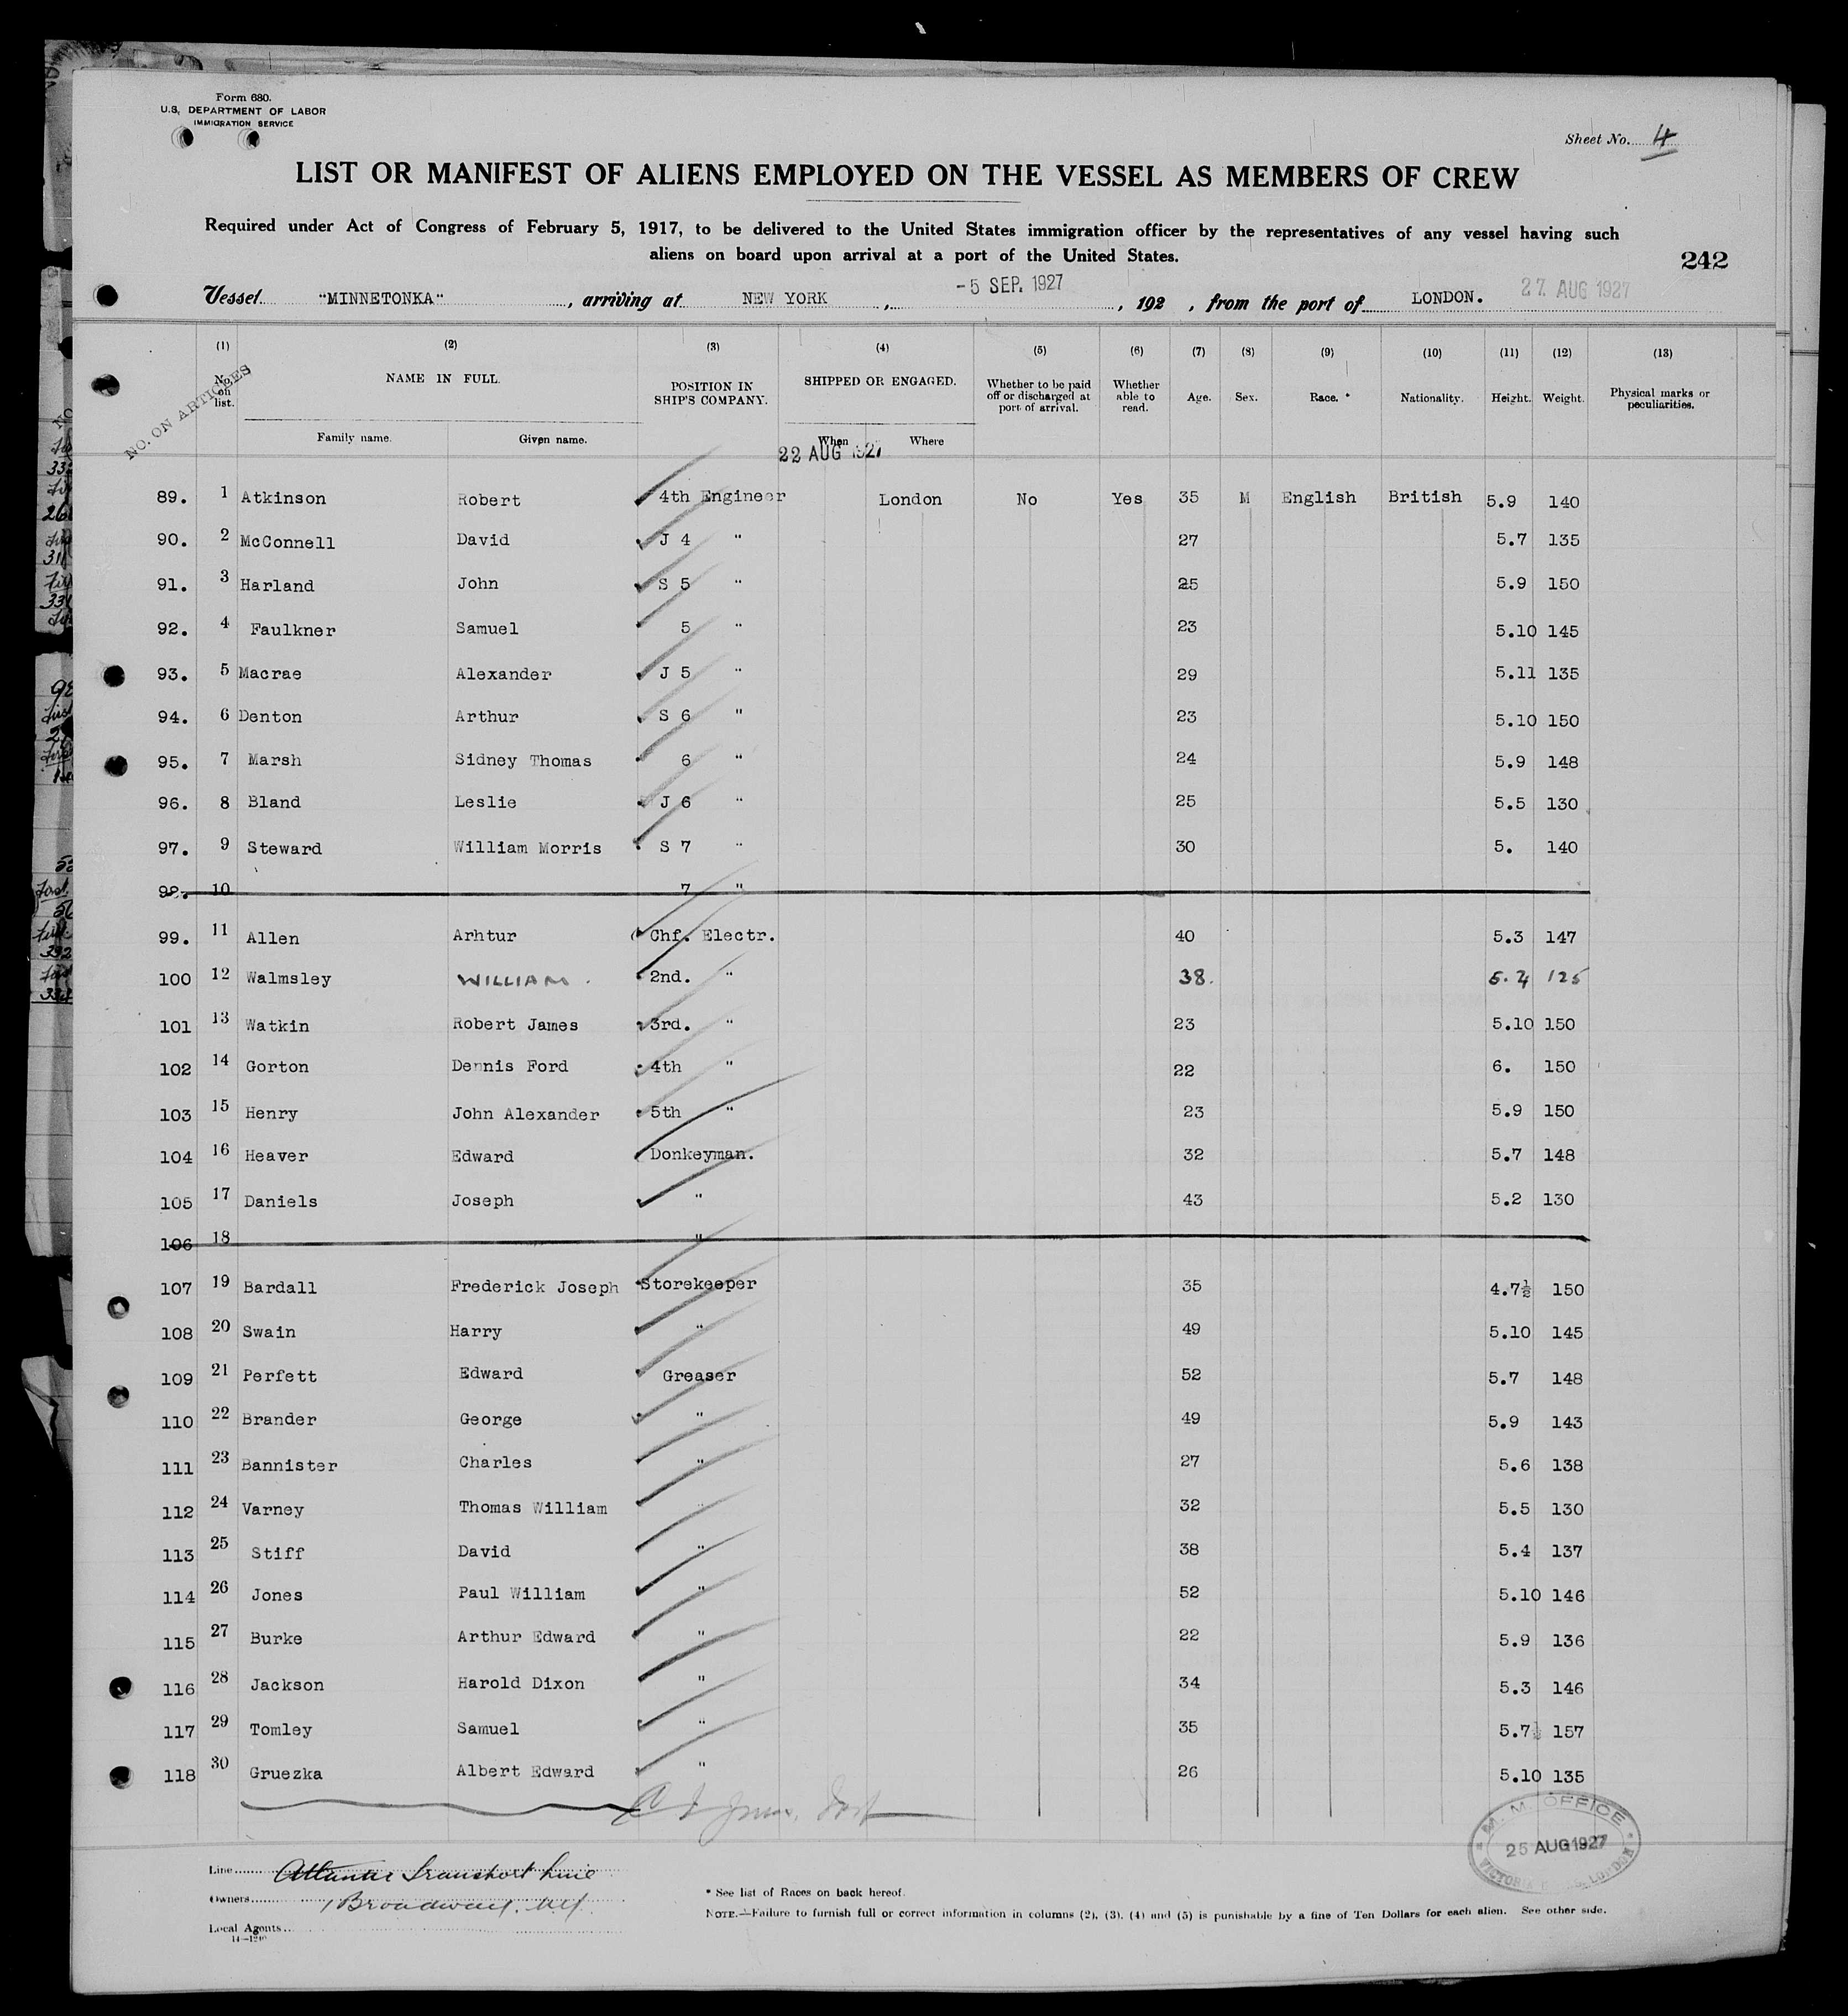 Form 680.
U.S. DEPARTMENT OF LABOR
IMMIGRATION SERVICE
Sheet No. 4
LIST OR MANIFEST OF ALIENS EMPLOYED ON THE VESSEL AS MEMBERS OF CREW
Required under Act of Congress of February 5, 1917, to be delivered to the United States immigration officer by the representatives of any vessel having such
aliens on board upon arrival at a port of the United States.
242
Vessel "MINNETONKA", arriving at NEW YORK, -5 SEP. 1927, 192 , from the port of LONDON. 27 AUG 1927
NO. ON ARTICLES
(1) (2) (3) (4) (5) (6) (7) (8) (9) (10) (11) (12) (13)
No. on list. NAME IN FULL. POSITION IN SHIP'S COMPANY. SHIPPED OR ENGAGED. Whether to be paid off or discharged at port of arrival. Whether able to read. Age. Sex. Race. * Nationality. Height. Weight. Physical marks or peculiarities.
Family name. Given name. When Where
22 AUG 1927
89. 1 Atkinson Robert 4th Engineer London No Yes 35 M English British 5.9 140
90. 2 McConnell David J 4 " 27 5.7 135
91. 3 Harland John S 5 " 25 5.9 150
92. 4 Faulkner Samuel 5 " 23 5.10 145
93. 5 Macrae Alexander J 5 " 29 5.11 135
94. 6 Denton Arthur S 6 " 23 5.10 150
95. 7 Marsh Sidney Thomas 6 " 24 5.9 148
96. 8 Bland Leslie J 6 " 25 5.5 130
97. 9 Steward William Morris S 7 " 30 5. 140
98. 10 7 "
99. 11 Allen Arhtur Chf. Electr. 40 5.3 147
100 12 Walmsley WILLIAM. 2nd. " 38. 5.4 125
101 13 Watkin Robert James 3rd. " 23 5.10 150
102 14 Gorton Dennis Ford 4th " 22 6. 150
103 15 Henry John Alexander 5th " 23 5.9 150
104 16 Heaver Edward Donkeyman. 32 5.7 148
105 17 Daniels Joseph " 43 5.2 130
106 18 "
107 19 Bardall Frederick Joseph Storekeeper 35 4.7½ 150
108 20 Swain Harry " 49 5.10 145
109 21 Perfett Edward Greaser 52 5.7 148
110 22 Brander George " 49 5.9 143
111 23 Bannister Charles " 27 5.6 138
112 24 Varney Thomas William " 32 5.5 130
113 25 Stiff David " 38 5.4 137
114 26 Jones Paul William " 52 5.10 146
115 27 Burke Arthur Edward " 22 5.9 136
116 28 Jackson Harold Dixon " 34 5.3 146
117 29 Tomley Samuel " 35 5.7½ 157
118 30 Gruezka Albert Edward " 26 5.10 135
M. M. OFFICE
25 AUG 1927
VICTORIA LONDON
Line Atlantic Transport Line
Owners 1 Broadway. NY.
Local Agents
14-1240
* See list of Races on back hereof.
NOTE.—Failure to furnish full or correct information in columns (2), (3), (4) and (5) is punishable by a fine of Ten Dollars for each alien. See other side.